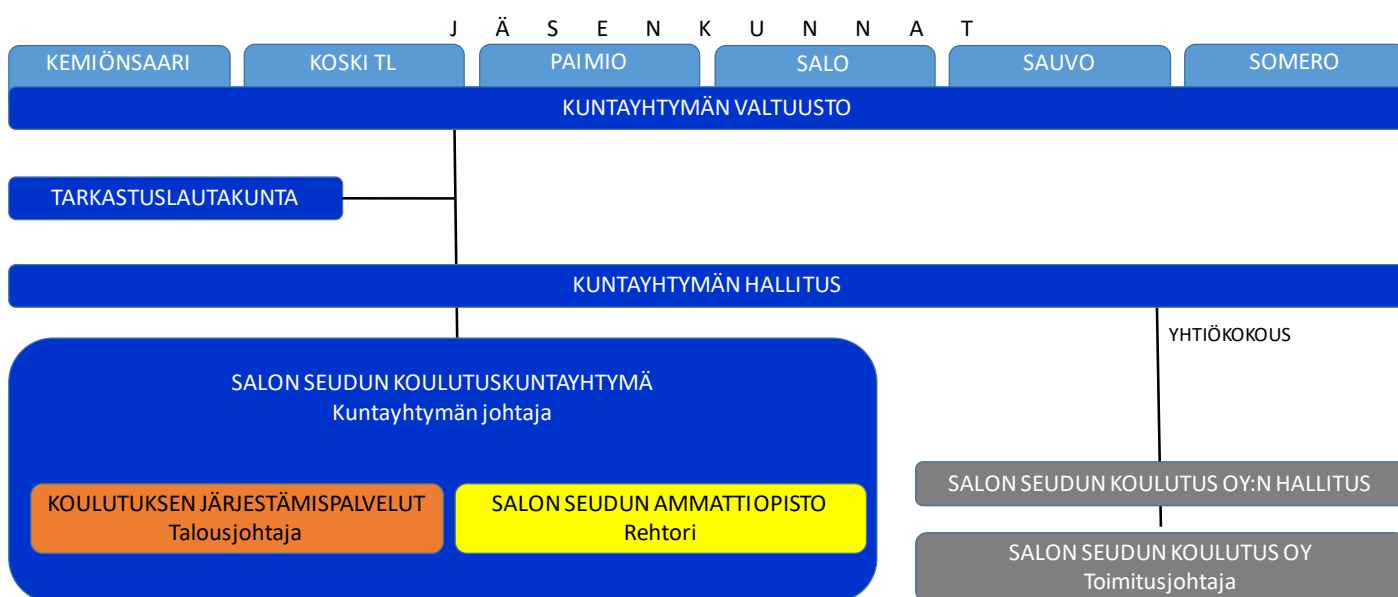 J Ä S E N K U N N A T
KEMIÖNSAARI
KOSKI TL
PAIMIO
SALO
SAUVO
SOMERO
KUNTAYHTYMÄN VALTUUSTO
TARKASTUSLAUTAKUNTA
KUNTAYHTYMÄN HALLITUS
YHTIÖKOKOUS
SALON SEUDUN KOULUTUSKUNTAYHTYMÄ
Kuntayhtymän johtaja
KOULUTUKSEN JÄRJESTÄMISPALVELUT
Talousjohtaja
SALON SEUDUN AMMATTIOPISTO
Rehtori
SALON SEUDUN KOULUTUS OY:N HALLITUS
SALON SEUDUN KOULUTUS OY
Toimitusjohtaja